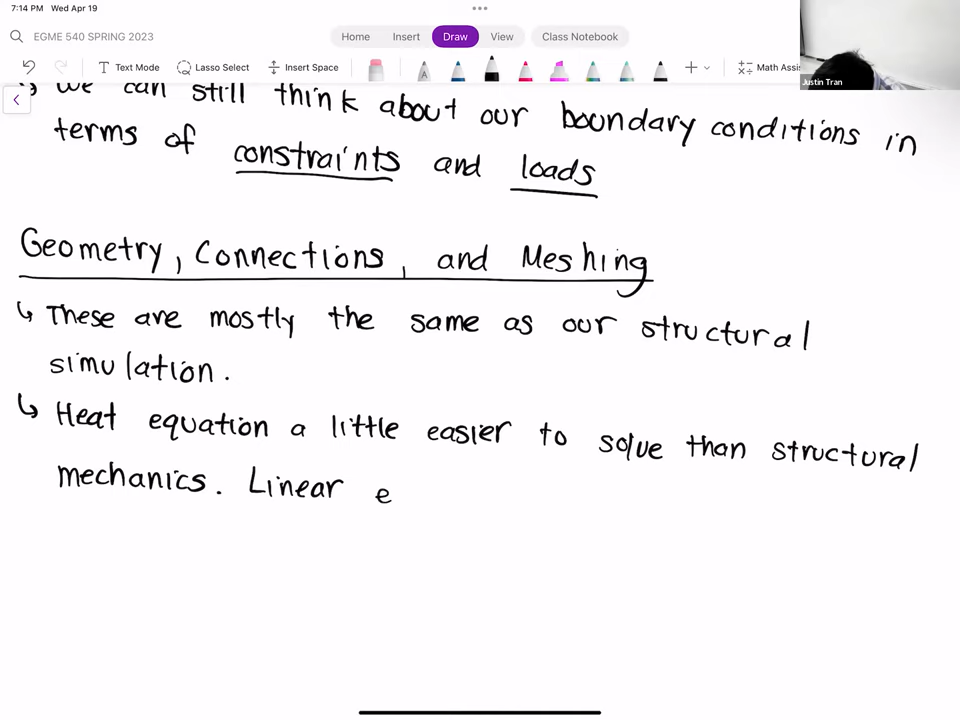 7:14 PM Wed Apr 19
EGME 540 SPRING 2023
Home Insert Draw View Class Notebook
Text Mode Lasso Select Insert Space Math Assis
Justin Tran
↳ we can still think about our boundary conditions in
terms of constraints and loads
Geometry, Connections, and Meshing
↳ These are mostly the same as our structural
simulation.
↳ Heat equation a little easier to solve than structural
mechanics. Linear e